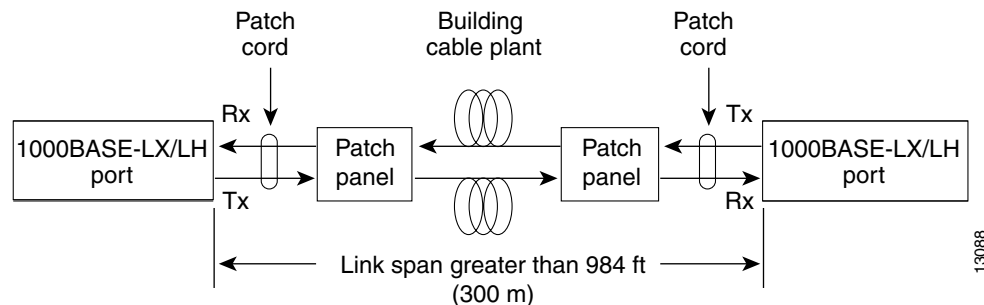 Patch
cord
Building
cable plant
Patch
cord
Rx
Tx
1000BASE-LX/LH
port
Patch
panel
Patch
panel
1000BASE-LX/LH
port
Tx
Rx
Link span greater than 984 ft
(300 m)
13088